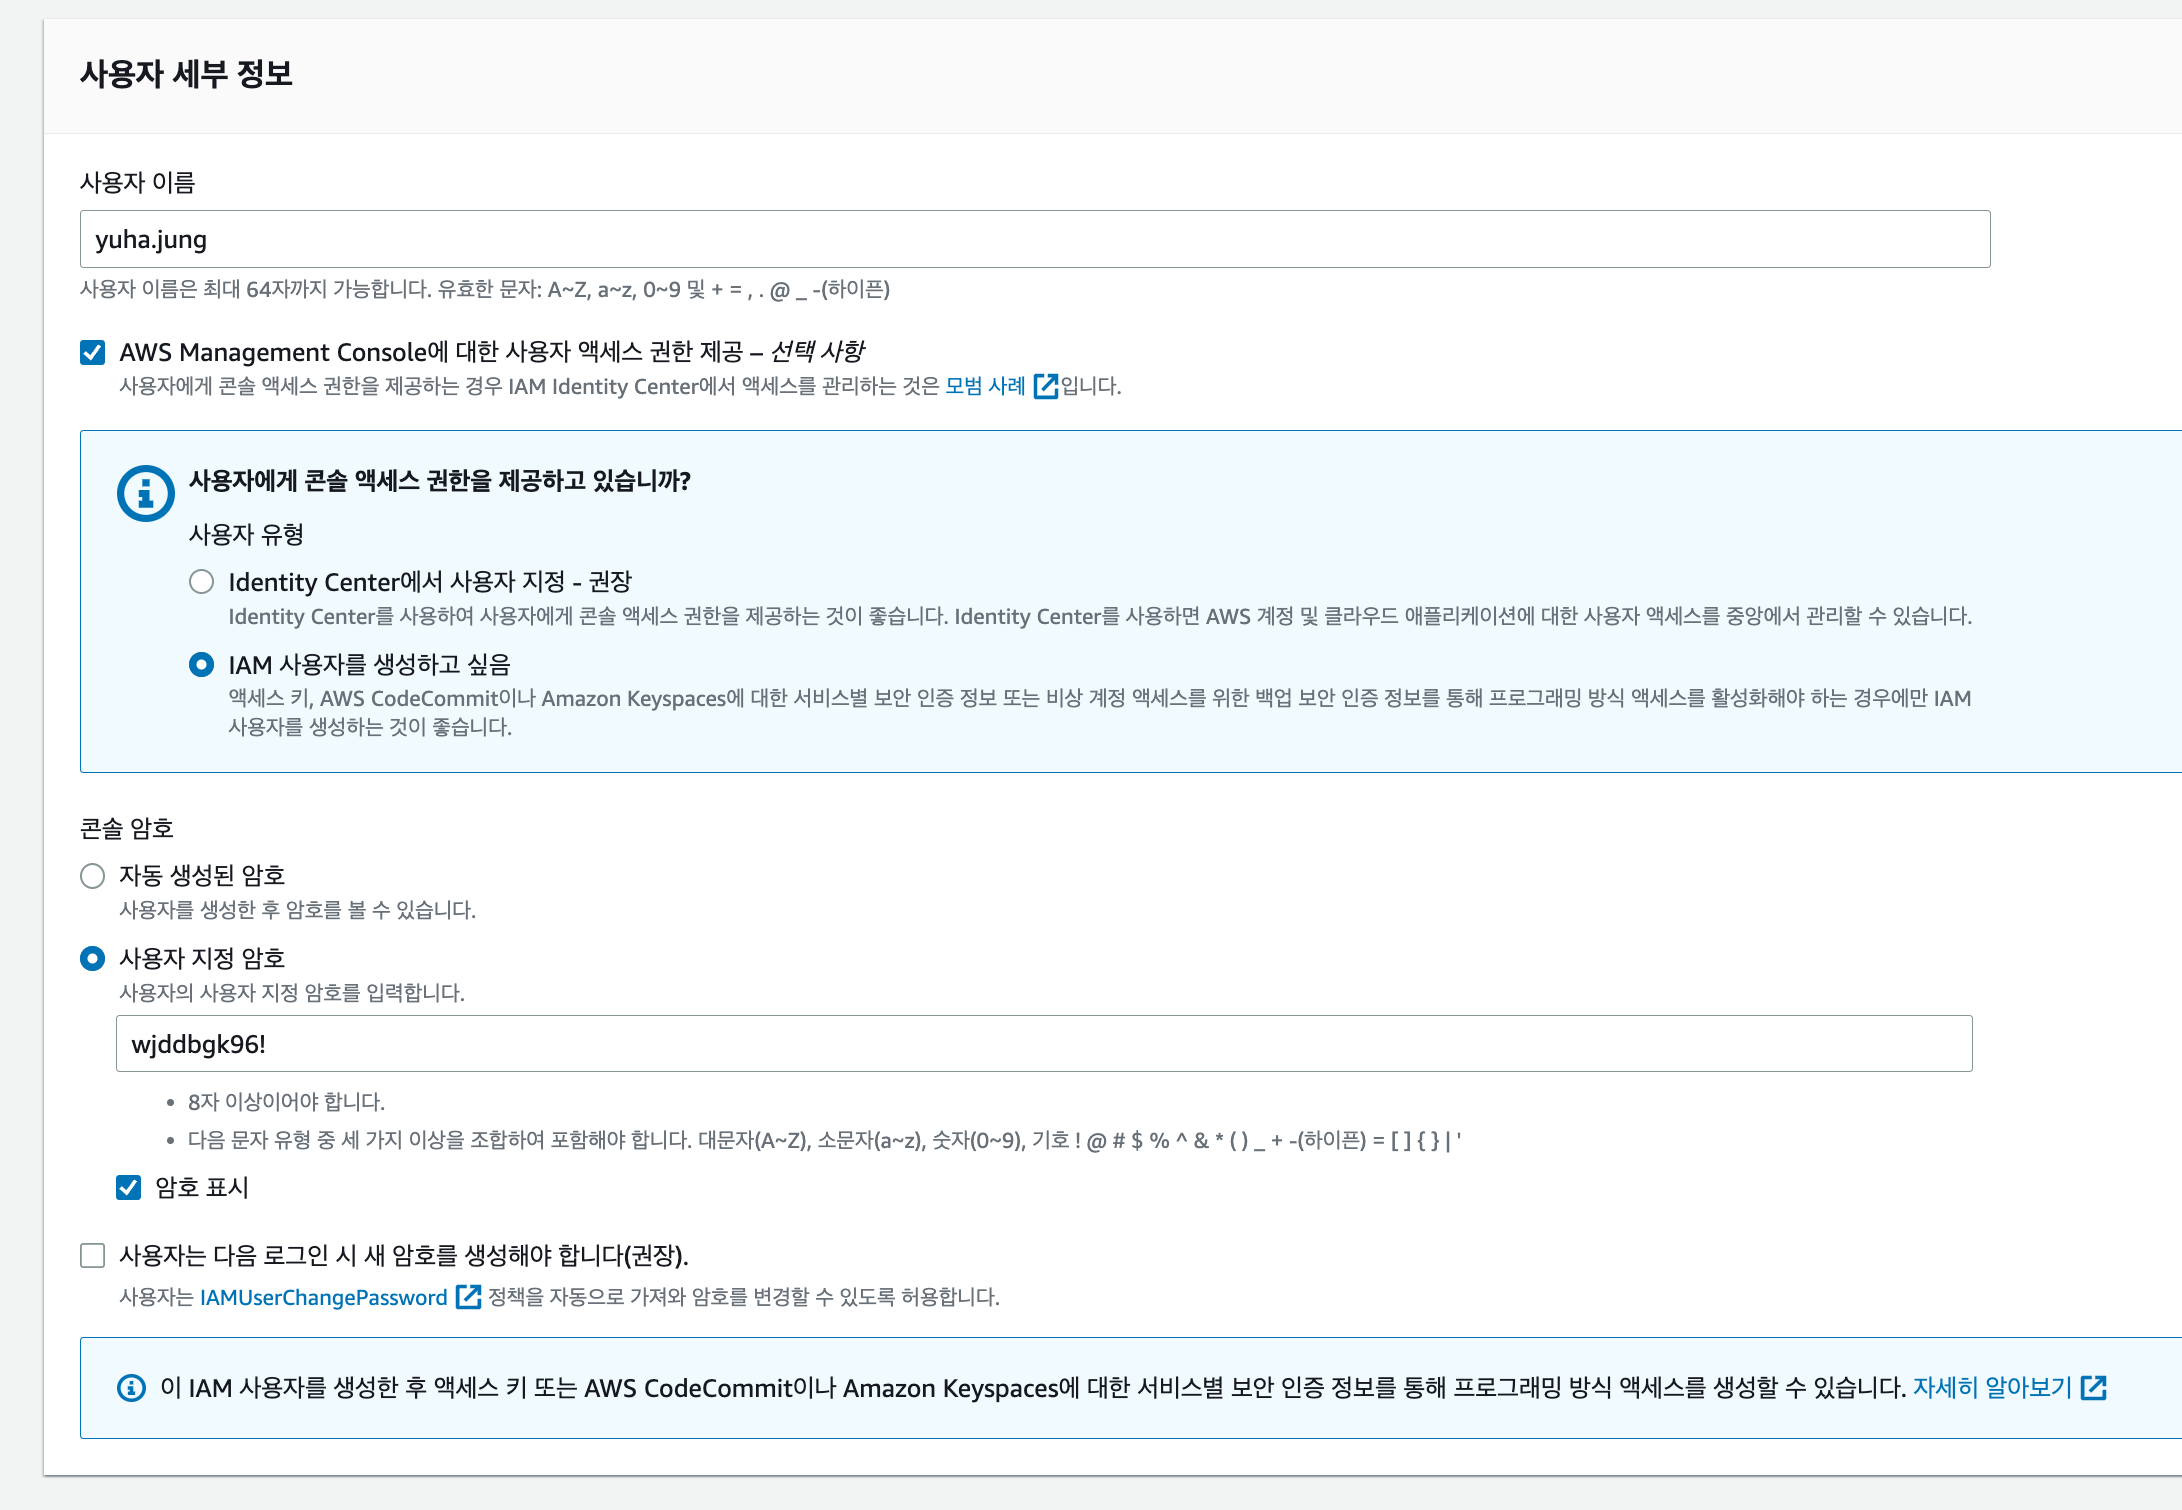 사용자 세부 정보
사용자 이름
yuha.jung
사용자 이름은 최대 64자까지 가능합니다. 유효한 문자: A~Z, a~z, 0~9 및 + = , . @ _ -(하이픈)
AWS Management Console에 대한 사용자 액세스 권한 제공 – 선택 사항
사용자에게 콘솔 액세스 권한을 제공하는 경우 IAM Identity Center에서 액세스를 관리하는 것은 모범 사례 입니다.
사용자에게 콘솔 액세스 권한을 제공하고 있습니까?
사용자 유형
Identity Center에서 사용자 지정 - 권장
Identity Center를 사용하여 사용자에게 콘솔 액세스 권한을 제공하는 것이 좋습니다. Identity Center를 사용하면 AWS 계정 및 클라우드 애플리케이션에 대한 사용자 액세스를 중앙에서 관리할 수 있습니다.
IAM 사용자를 생성하고 싶음
액세스 키, AWS CodeCommit이나 Amazon Keyspaces에 대한 서비스별 보안 인증 정보 또는 비상 계정 액세스를 위한 백업 보안 인증 정보를 통해 프로그래밍 방식 액세스를 활성화해야 하는 경우에만 IAM
사용자를 생성하는 것이 좋습니다.
콘솔 암호
자동 생성된 암호
사용자를 생성한 후 암호를 볼 수 있습니다.
사용자 지정 암호
사용자의 사용자 지정 암호를 입력합니다.
wjddbgk96!
• 8자 이상이어야 합니다.
• 다음 문자 유형 중 세 가지 이상을 조합하여 포함해야 합니다. 대문자(A~Z), 소문자(a~z), 숫자(0~9), 기호 ! @ # $ % ^ & * ( ) _ + -(하이픈) = [ ] { } | '
암호 표시
사용자는 다음 로그인 시 새 암호를 생성해야 합니다(권장).
사용자는 IAMUserChangePassword 정책을 자동으로 가져와 암호를 변경할 수 있도록 허용합니다.
이 IAM 사용자를 생성한 후 액세스 키 또는 AWS CodeCommit이나 Amazon Keyspaces에 대한 서비스별 보안 인증 정보를 통해 프로그래밍 방식 액세스를 생성할 수 있습니다. 자세히 알아보기